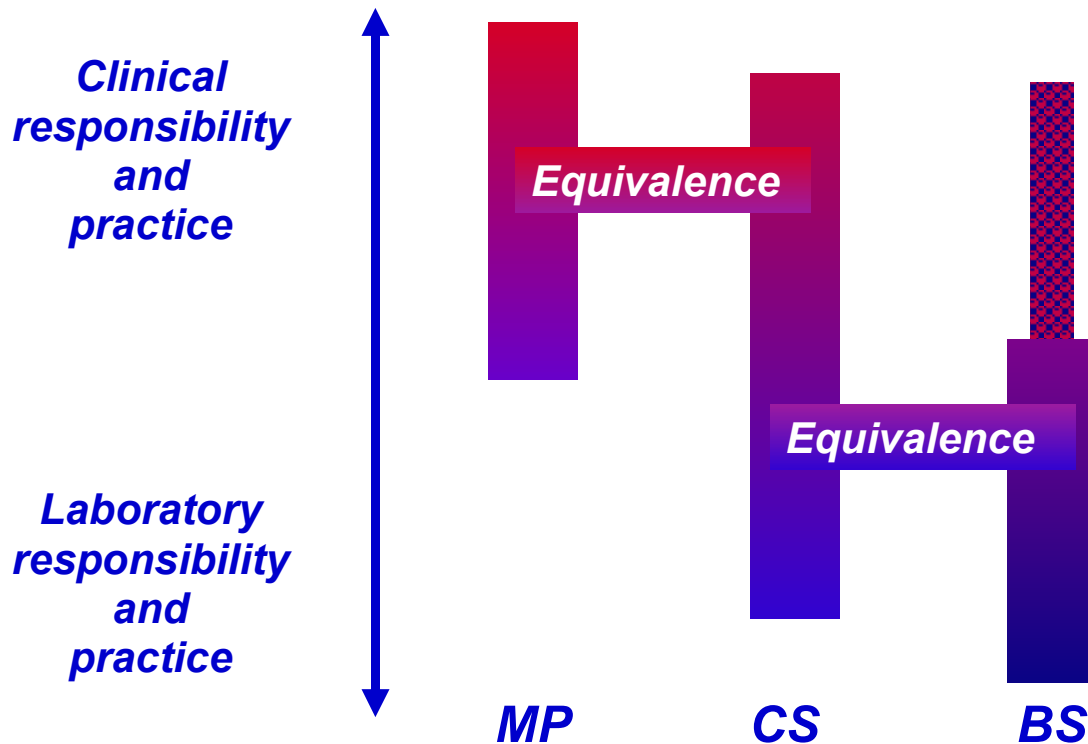 Clinical
responsibility
and
practice
Equivalence
Equivalence
Laboratory
responsibility
and
practice
MP CS BS